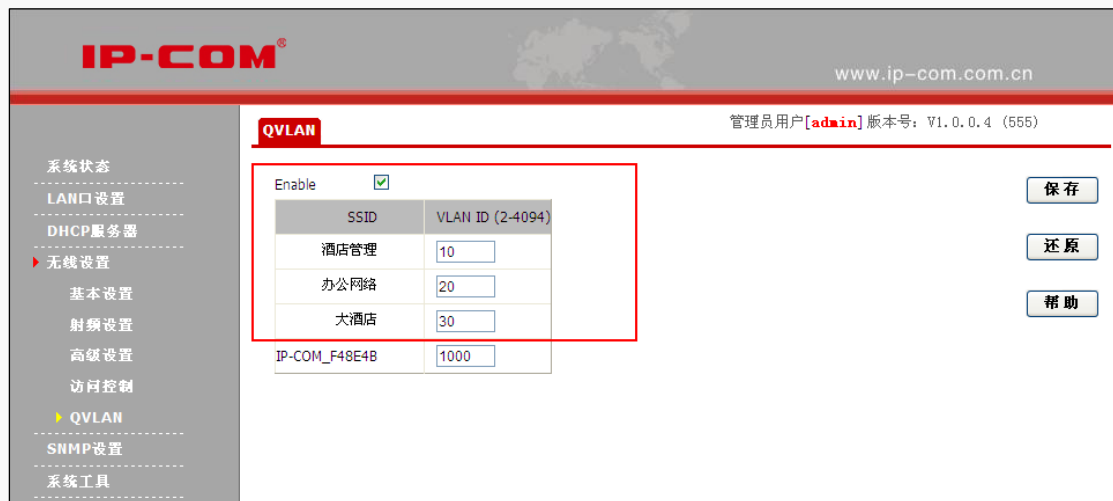 IP-COM®
www.ip-com.com.cn
QVLAN
管理员用户[admin]版本号: V1.0.0.4 (555)
系统状态
LAN口设置
DHCP服务器
无线设置
基本设置
射频设置
高级设置
访问控制
QVLAN
SNMP设置
系统工具
Enable
SSID VLAN ID (2-4094)
酒店管理 10
办公网络 20
大酒店 30
IP-COM_F48E4B 1000
保存
还原
帮助